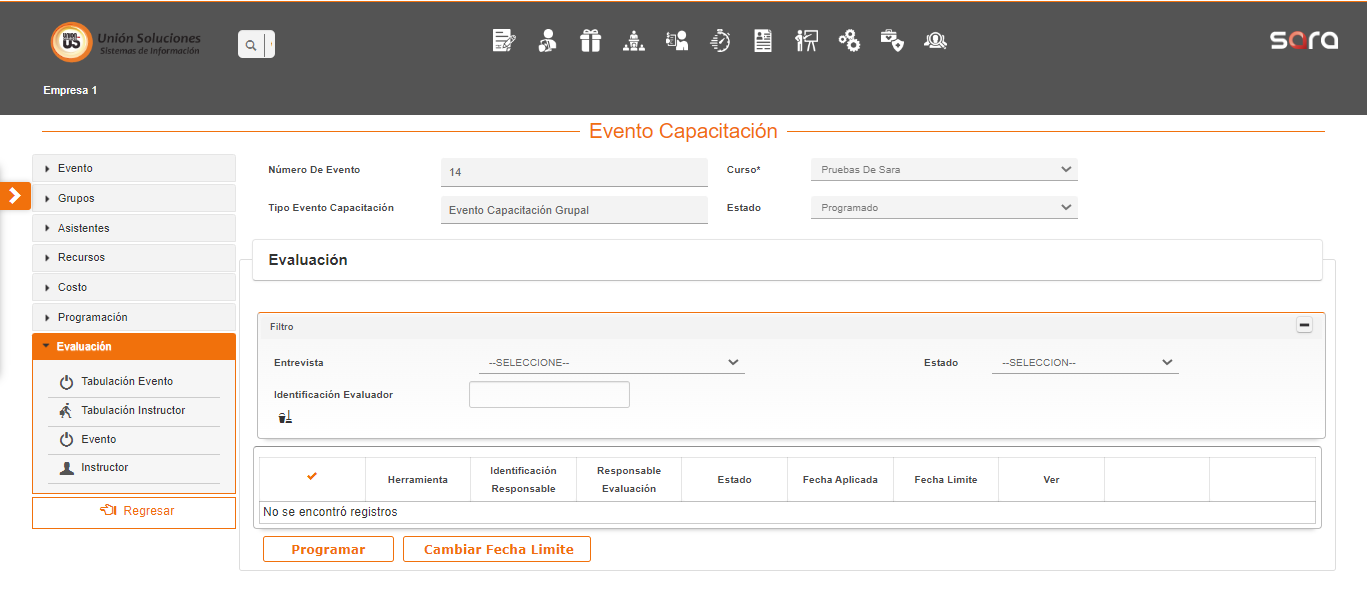 Unión Soluciones
Sistemas de Información
sara
Empresa 1
Evento Capacitación
Evento
Grupos
Asistentes
Recursos
Costo
Programación
Evaluación
Tabulación Evento
Tabulación Instructor
Evento
Instructor
Regresar
Número De Evento 14 Curso* Pruebas De Sara
Tipo Evento Capacitación Evento Capacitación Grupal Estado Programado
Evaluación
Filtro
Entrevista --SELECCIONE-- Estado --SELECCION--
Identificación Evaluador
Herramienta Identificación Responsable Responsable Evaluación Estado Fecha Aplicada Fecha Limite Ver
No se encontró registros
Programar Cambiar Fecha Limite